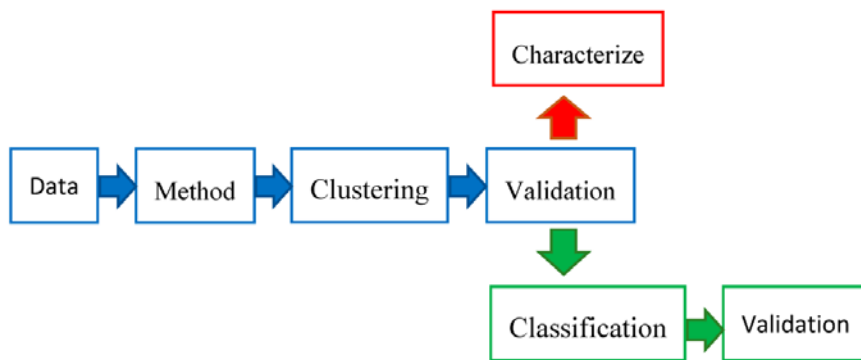 Characterize
Data
Method
Clustering
Validation
Classification
Validation